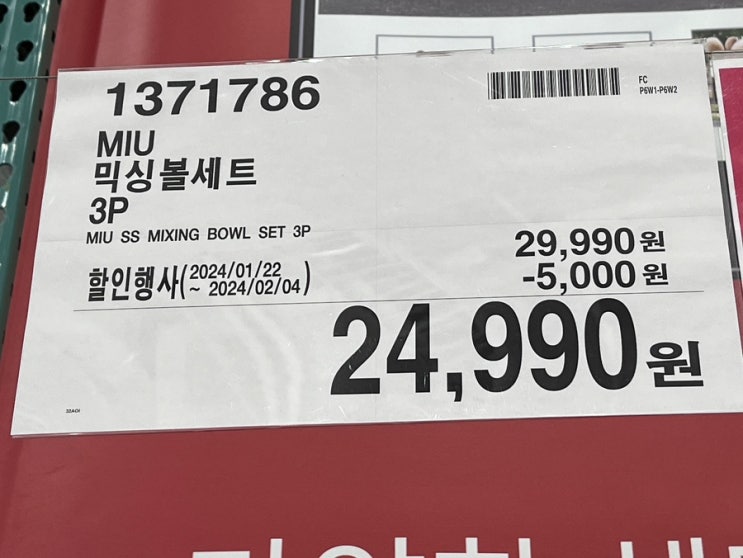 1371786
FC
P6W1-P6W2
MIU
믹싱볼세트
3P
MIU SS MIXING BOWL SET 3P
29,990원
할인행사(2024/01/22 ~ 2024/02/04)
-5,000원
24,990원